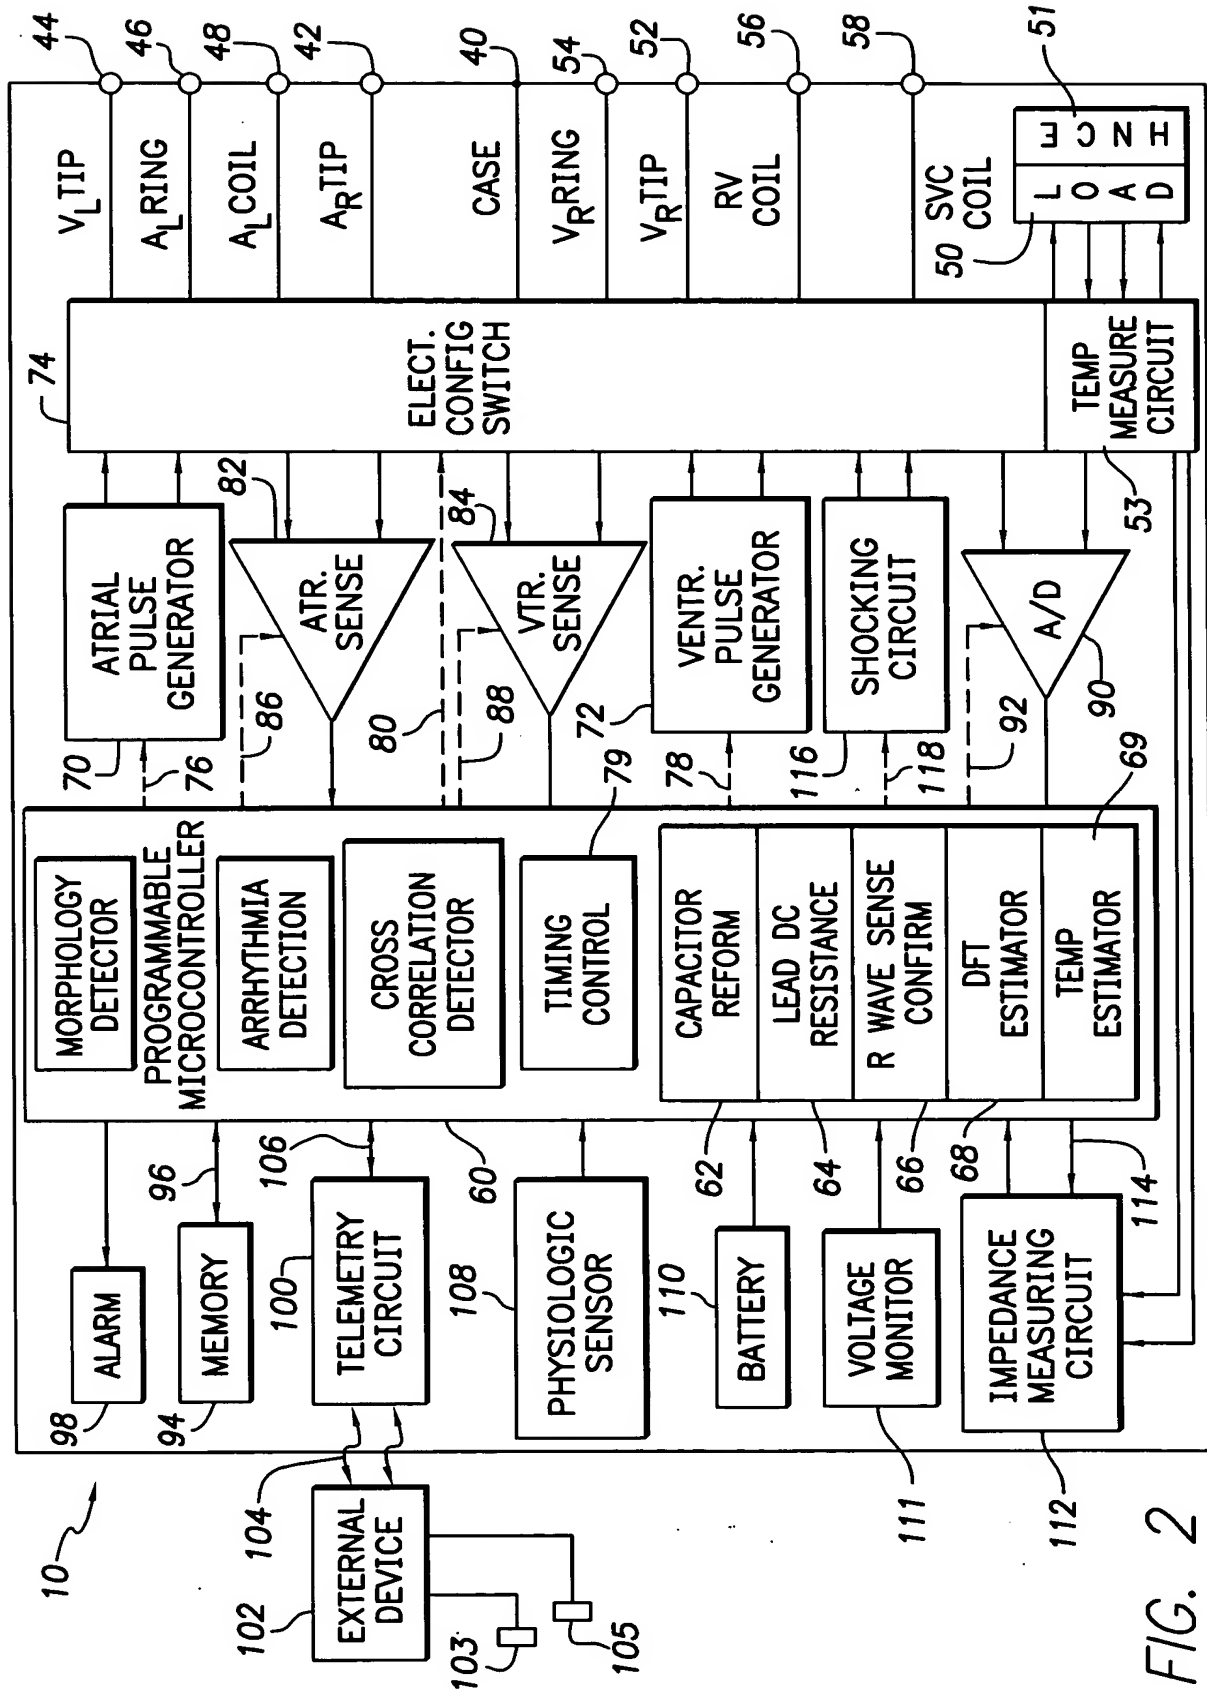 10
102
EXTERNAL
DEVICE
103
105
104
98
ALARM
94
MEMORY
96
100
TELEMETRY
CIRCUIT
106
60
108
PHYSIOLOGIC
SENSOR
110
BATTERY
111
VOLTAGE
MONITOR
112
IMPEDANCE
MEASURING
CIRCUIT
114
MORPHOLOGY
DETECTOR
PROGRAMMABLE
MICROCONTROLLER
ARRHYTHMIA
DETECTION
CROSS
CORRELATION
DETECTOR
TIMING
CONTROL
79
62
CAPACITOR
REFORM
64
LEAD DC
RESISTANCE
66
R WAVE SENSE
CONFIRM
68
DFT
ESTIMATOR
TEMP
ESTIMATOR
69
70
76
ATRIAL
PULSE
GENERATOR
86
ATR.
SENSE
82
80
88
VTR.
SENSE
84
72
78
VENTR.
PULSE
GENERATOR
116
118
SHOCKING
CIRCUIT
92
A/D
90
74
ELECT.
CONFIG
SWITCH
53
TEMP
MEASURE
CIRCUIT
VL TIP
44
AL RING
46
AL COIL
48
AR TIP
42
CASE
40
VR RING
54
VR TIP
52
RV
COIL
56
SVC
COIL
58
50
LOAD
ECNH
51
FIG. 2